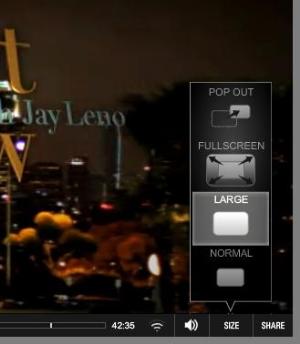 t
h Jay Leno
w
POP OUT
FULLSCREEN
LARGE
NORMAL
42:35
SIZE
SHARE